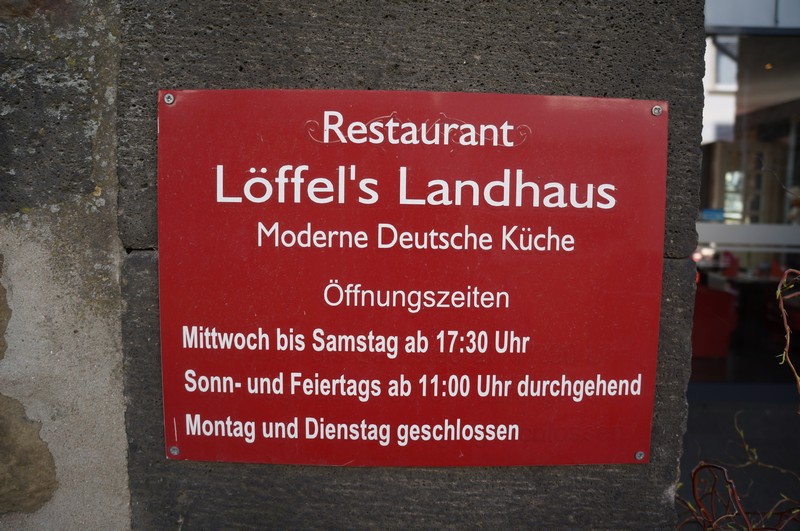 Restaurant
Löffel's Landhaus
Moderne Deutsche Küche
Öffnungszeiten
Mittwoch bis Samstag ab 17:30 Uhr
Sonn- und Feiertags ab 11:00 Uhr durchgehend
Montag und Dienstag geschlossen